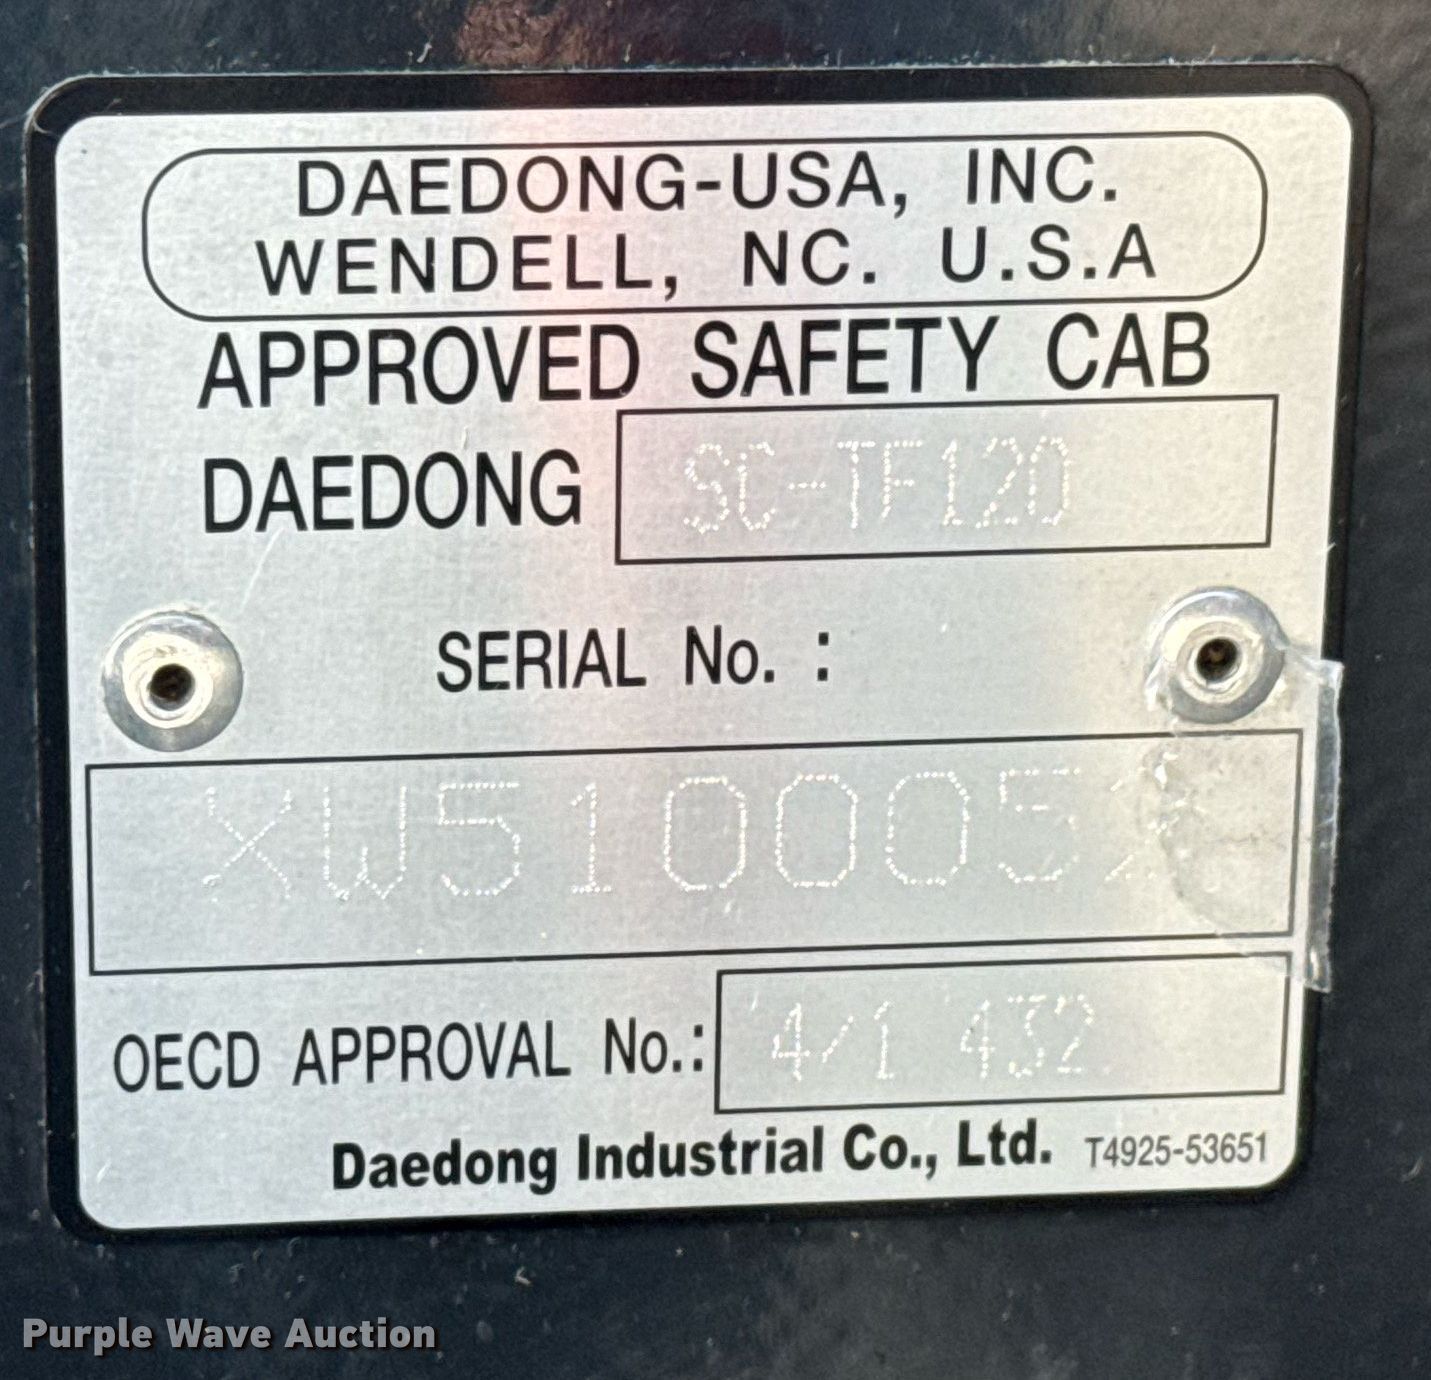 DAEDONG-USA, INC.
WENDELL, NC. U.S.A
APPROVED SAFETY CAB
DAEDONG SC-TF120
SERIAL No. :
OECD APPROVAL No.: 4/1 432
Daedong Industrial Co., Ltd. T4925-53651
Purple Wave Auction